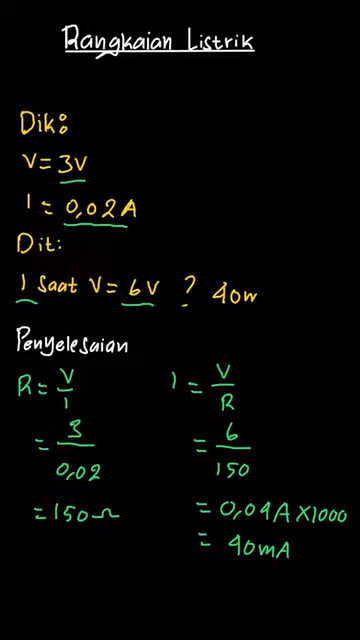 Rangkaian Listrik
Dik:
V = 3V
I = 0,02A
Dit:
I saat V = 6V ? 40m
Penyelesaian
R = V/I
= 3/0,02
= 150Ω
I = V/R
= 6/150
= 0,04A×1000
= 40mA